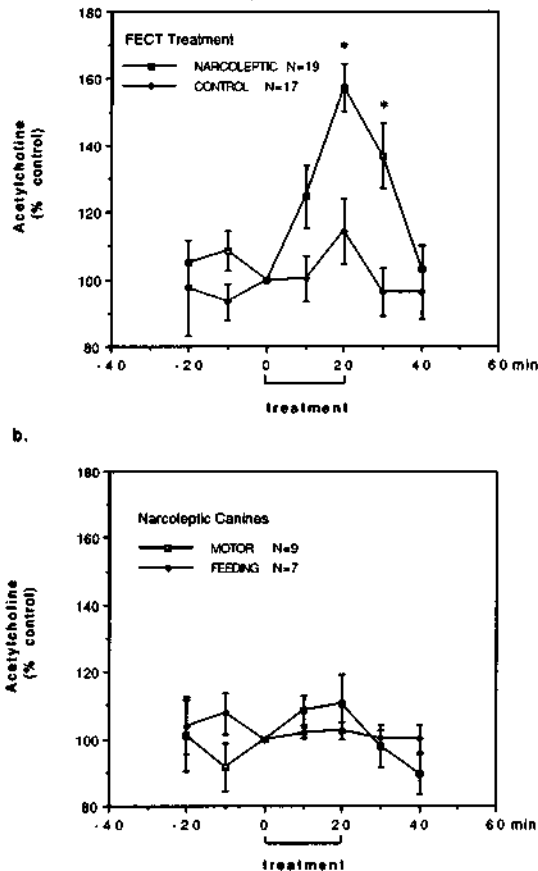 180
FECT Treatment
NARCOLEPTIC N=19
CONTROL N=17
*
*
160
140
120
100
80
Acetylcholine
(% control)
-40 -20 0 20 40 60 min
treatment
b.
180
Narcoleptic Canines
MOTOR N=9
FEEDING N=7
160
140
120
100
80
Acetylcholine
(% control)
-40 -20 0 20 40 60 min
treatment